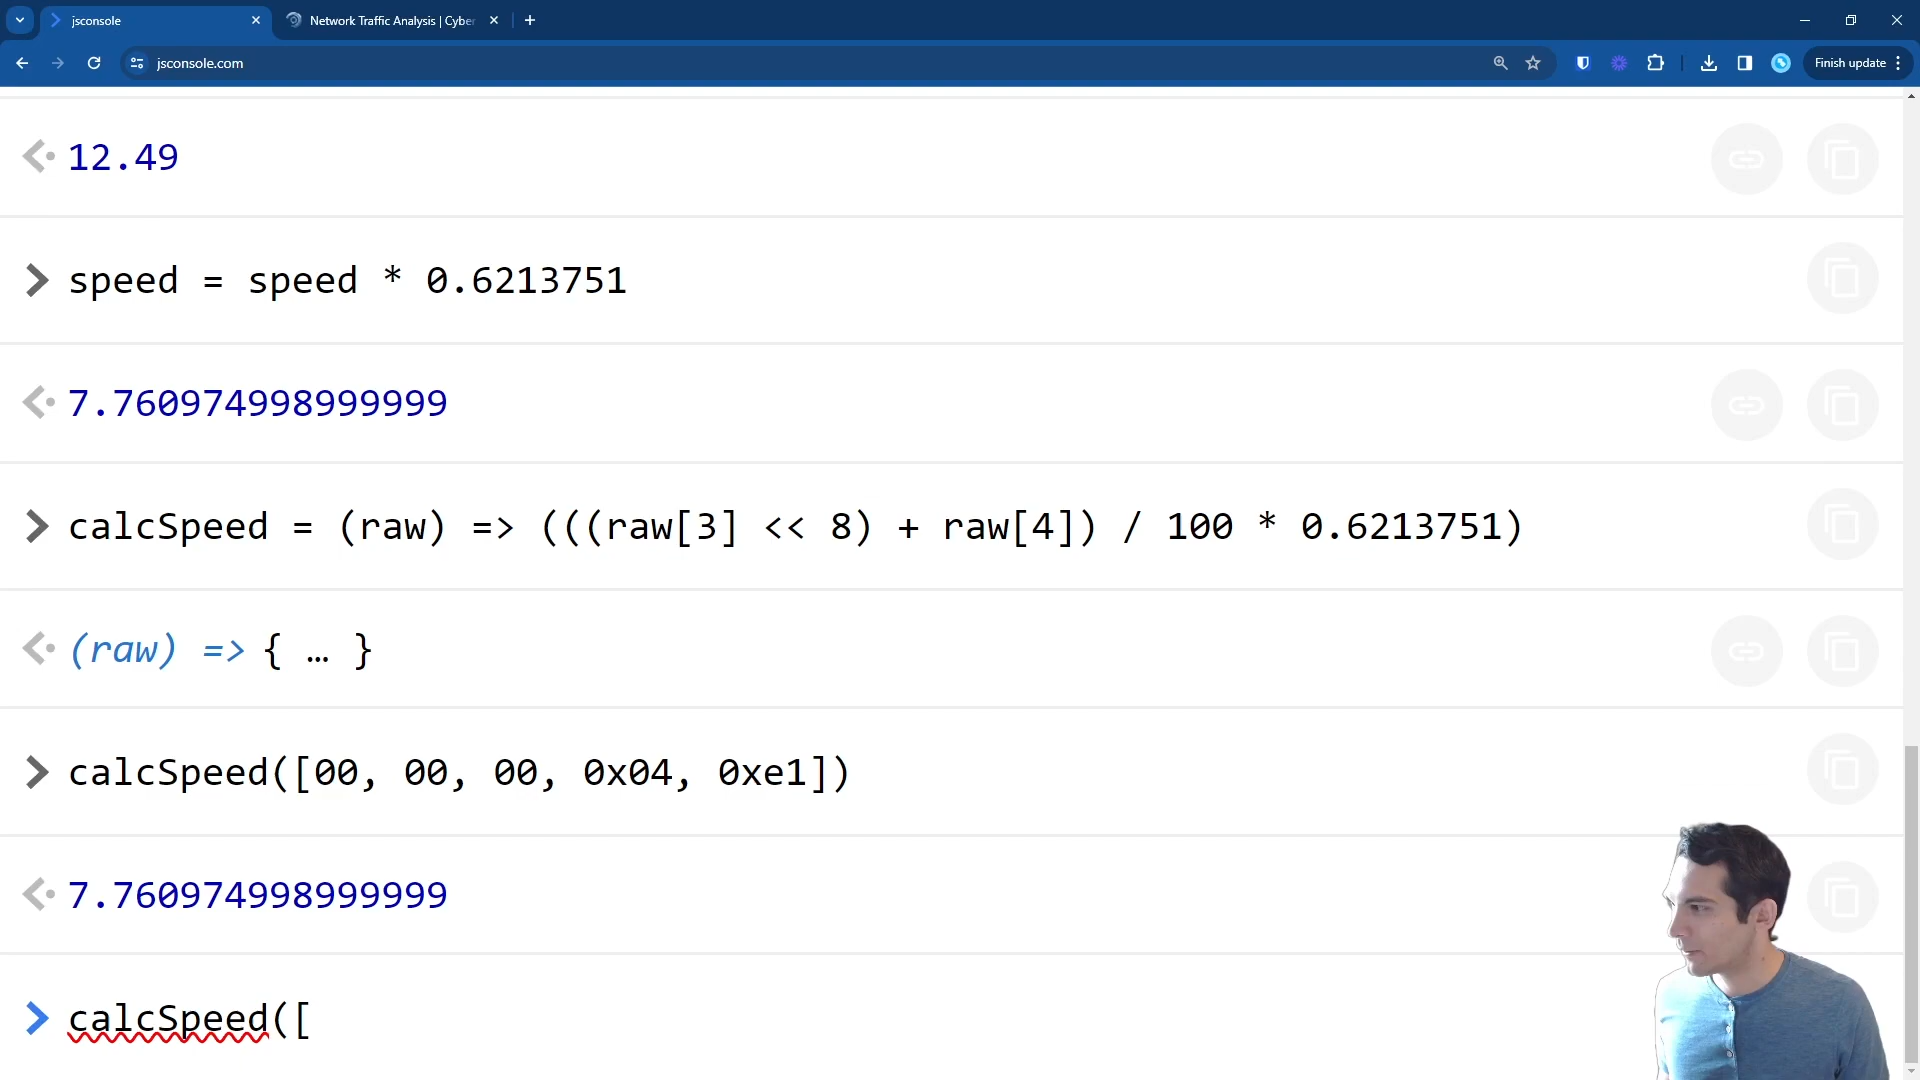 jsconsole
Network Traffic Analysis | Cyber
jsconsole.com
Finish update
12.49
speed = speed * 0.6213751
7.760974998999999
calcSpeed = (raw) => (((raw[3] << 8) + raw[4]) / 100 * 0.6213751)
(raw) => { … }
calcSpeed([00, 00, 00, 0x04, 0xe1])
7.760974998999999
calcSpeed([